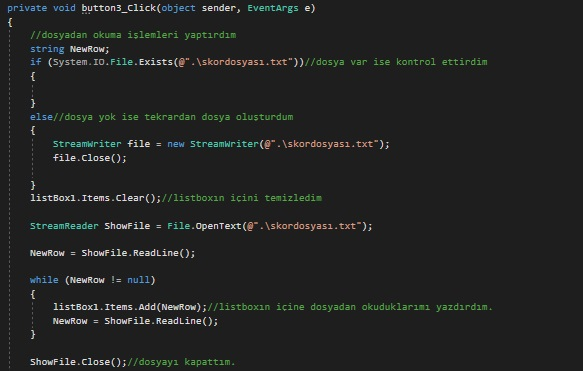 private void button3_Click(object sender, EventArgs e)
{
//dosyadan okuma işlemleri yaptırdım
string NewRow;
if (System.IO.File.Exists(@".\skordosyası.txt"))//dosya var ise kontrol ettirdim
{
}
else//dosya yok ise tekrardan dosya oluşturdum
{
StreamWriter file = new StreamWriter(@".\skordosyası.txt");
file.Close();
}
listBox1.Items.Clear();//listboxın içini temizledim
StreamReader ShowFile = File.OpenText(@".\skordosyası.txt");
NewRow = ShowFile.ReadLine();
while (NewRow != null)
{
listBox1.Items.Add(NewRow);//listboxın içine dosyadan okuduklarımı yazdırdım.
NewRow = ShowFile.ReadLine();
}
ShowFile.Close();//dosyayı kapattım.